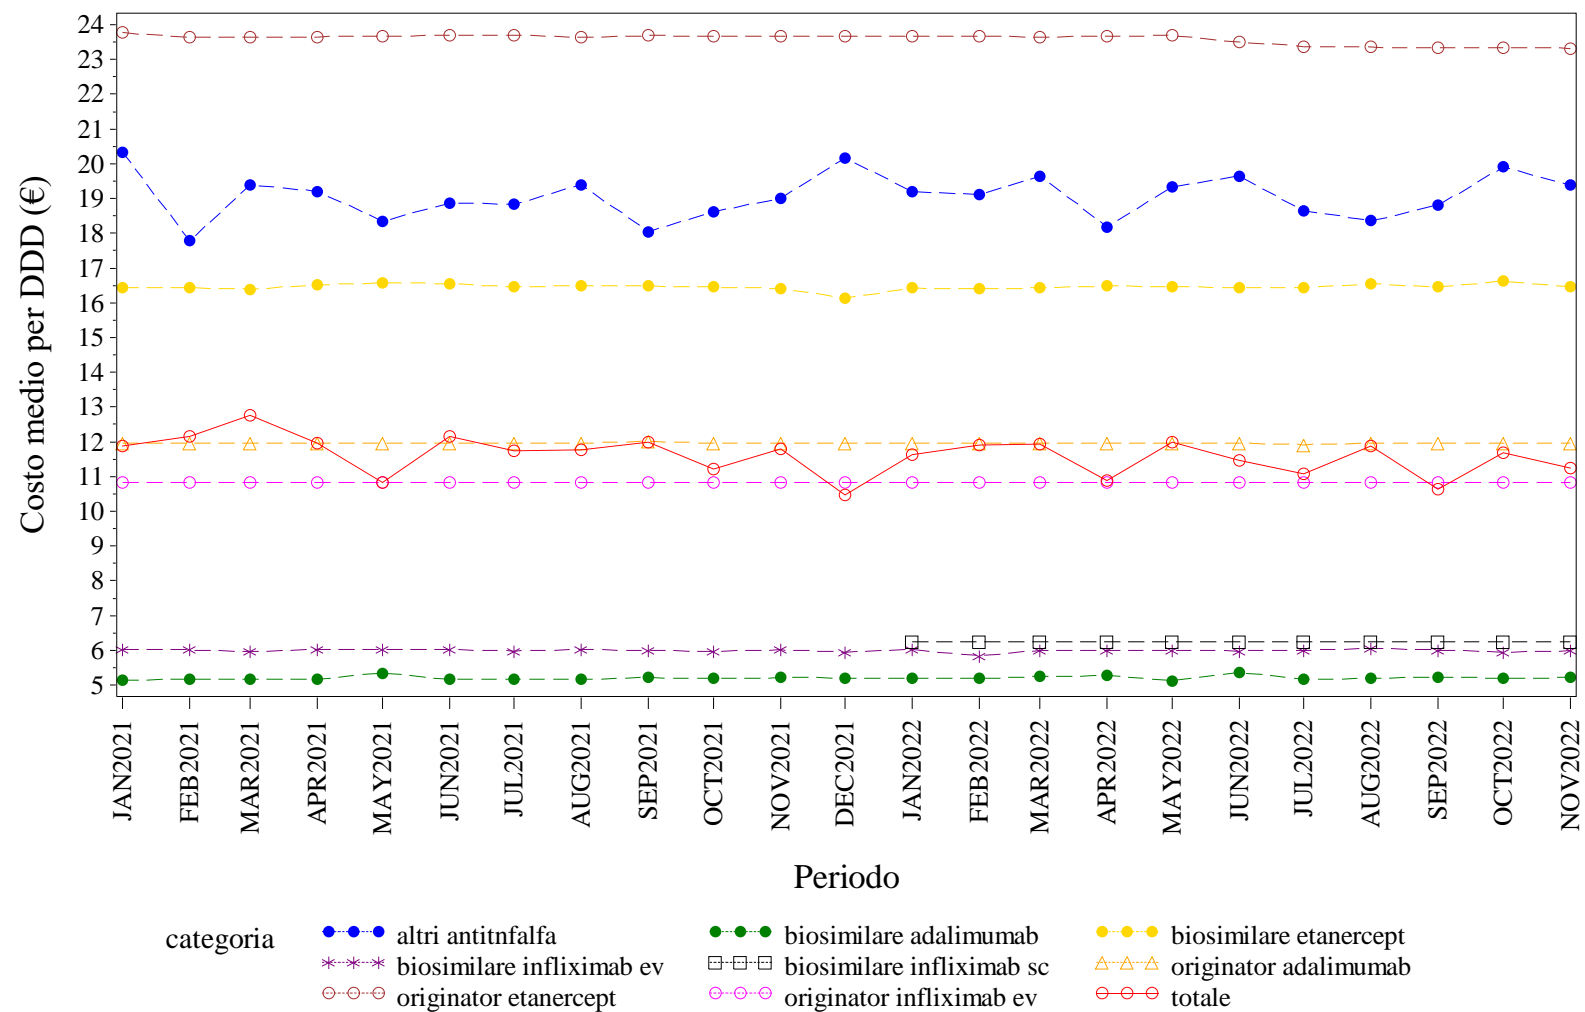 Costo medio per DDD (€)
24
23
22
21
20
19
18
17
16
15
14
13
12
11
10
9
8
7
6
5
JAN2021
FEB2021
MAR2021
APR2021
MAY2021
JUN2021
JUL2021
AUG2021
SEP2021
OCT2021
NOV2021
DEC2021
JAN2022
FEB2022
MAR2022
APR2022
MAY2022
JUN2022
JUL2022
AUG2022
SEP2022
OCT2022
NOV2022
Periodo
categoria
altri antitnfalfa
biosimilare adalimumab
biosimilare etanercept
biosimilare infliximab ev
biosimilare infliximab sc
originator adalimumab
originator etanercept
originator infliximab ev
totale